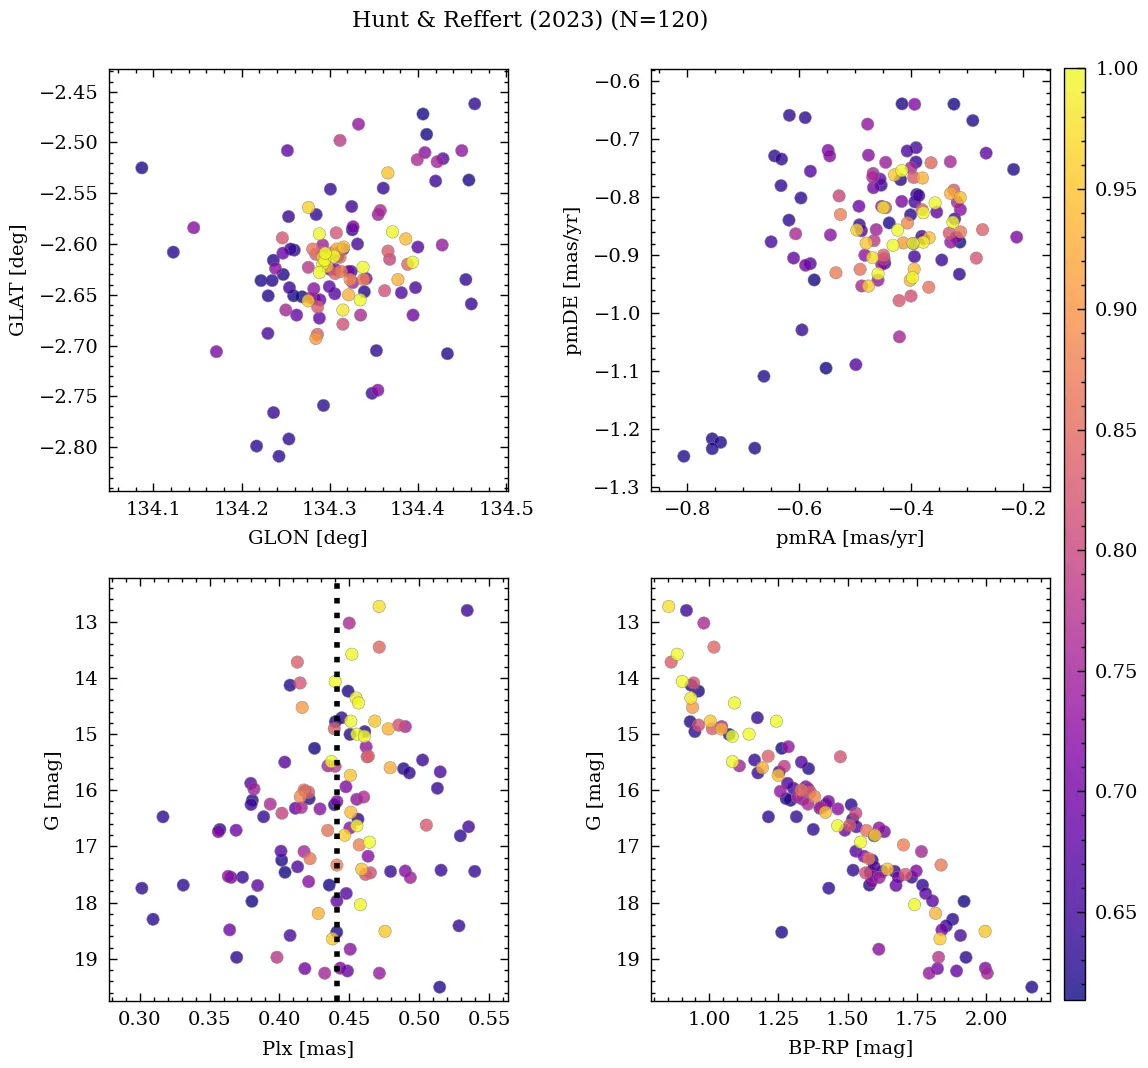 Hunt & Reffert (2023) (N=120)
−2.45
−2.50
−2.55
−2.60
−2.65
−2.70
−2.75
−2.80
GLAT [deg]
134.1 134.2 134.3 134.4 134.5
GLON [deg]
−0.6
−0.7
−0.8
−0.9
−1.0
−1.1
−1.2
−1.3
pmDE [mas/yr]
−0.8 −0.6 −0.4 −0.2
pmRA [mas/yr]
13
14
15
16
17
18
19
G [mag]
0.30 0.35 0.40 0.45 0.50 0.55
Plx [mas]
13
14
15
16
17
18
19
G [mag]
1.00 1.25 1.50 1.75 2.00
BP-RP [mag]
1.00
0.95
0.90
0.85
0.80
0.75
0.70
0.65